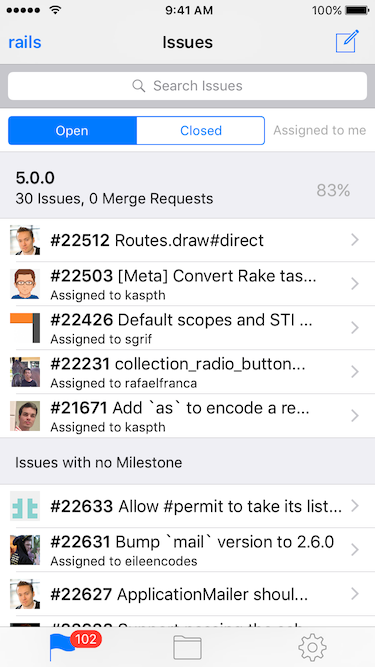 9:41 AM
100%
rails
Issues
Search Issues
Open
Closed
Assigned to me
5.0.0
30 Issues, 0 Merge Requests
83%
#22512 Routes.draw#direct
#22503 [Meta] Convert Rake tas...
Assigned to kaspth
#22426 Default scopes and STI ...
Assigned to sgrif
#22231 collection_radio_button...
Assigned to rafaelfranca
#21671 Add `as` to encode a re...
Assigned to kaspth
Issues with no Milestone
#22633 Allow #permit to take its list...
#22631 Bump `mail` version to 2.6.0
Assigned to eileencodes
#22627 ApplicationMailer shoul...
102